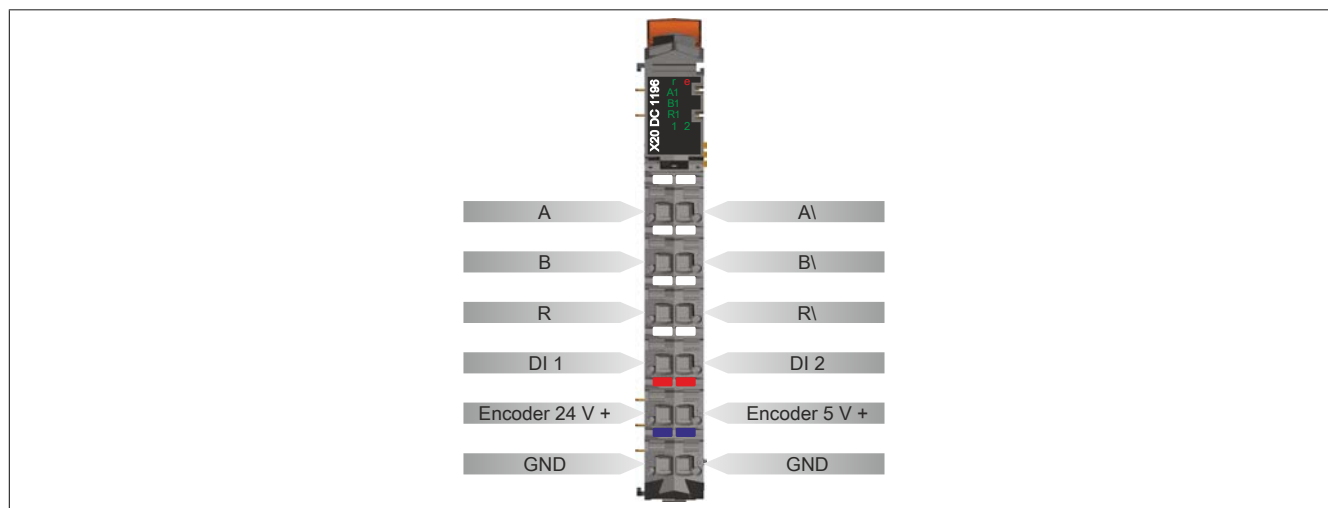 X20 DC 1196
r e
A1
B1
R1
1 2
A A\
B B\
R R\
DI 1 DI 2
Encoder 24 V + Encoder 5 V +
GND GND